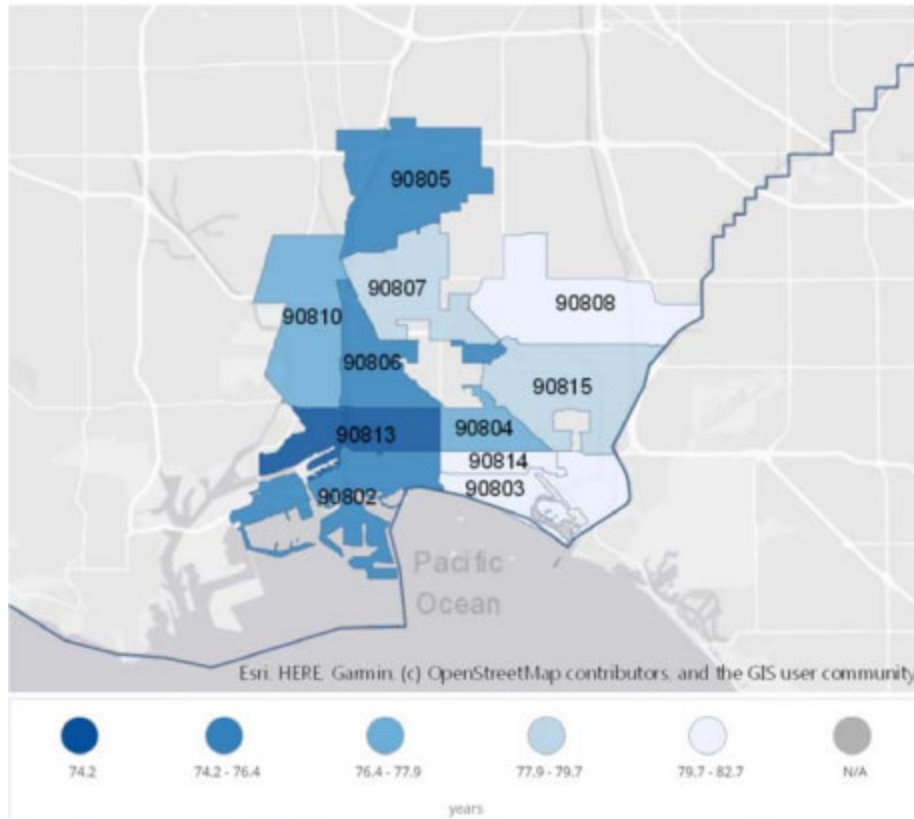 90805
90807
90808
90810
90806
90815
90804
90813
90814
90803
90802
Pacific
Ocean
Esri, HERE, Garmin, (c) OpenStreetMap contributors, and the GIS user community
74.2
74.2 - 76.4
76.4 - 77.9
77.9 - 79.7
79.7 - 82.7
N/A
years